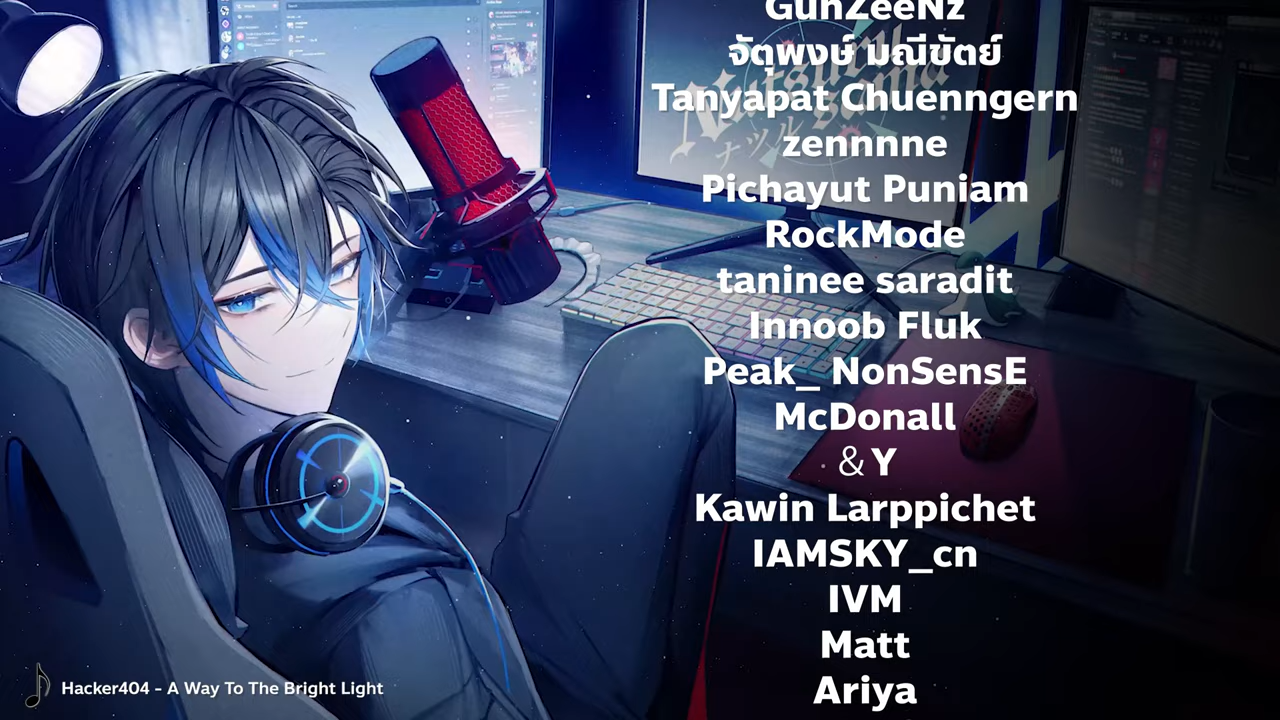 GunZeeNz
จัตุพงษ์ มณีขัตย์
Tanyapat Chuenngern
zennnne
Pichayut Puniam
RockMode
taninee saradit
Innoob Fluk
Peak_ NonSensE
McDonall
＆Y
Kawin Larppichet
IAMSKY_cn
IVM
Matt
Ariya
Hacker404 - A Way To The Bright Light